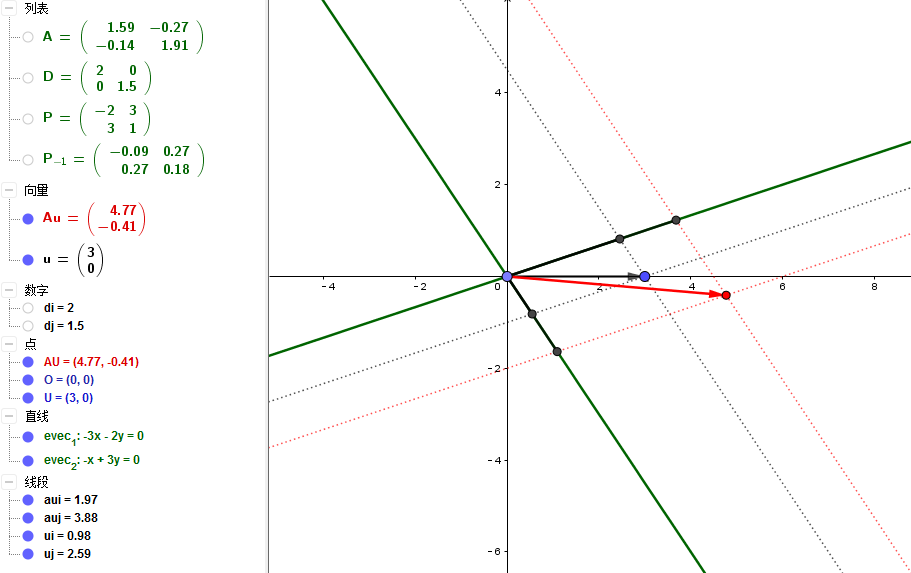 列表
A = ( 1.59 −0.27
−0.14 1.91 )
D = ( 2 0
0 1.5 )
P = ( −2 3
3 1 )
P−1 = ( −0.09 0.27
0.27 0.18 )
向量
Au = ( 4.77
−0.41 )
u = ( 3
0 )
数字
di = 2
dj = 1.5
点
AU = (4.77, -0.41)
O = (0, 0)
U = (3, 0)
直线
evec1: -3x - 2y = 0
evec2: -x + 3y = 0
线段
aui = 1.97
auj = 3.88
ui = 0.98
uj = 2.59
4
2
-4 -2 0 2 4 6 8
-2
-4
-6